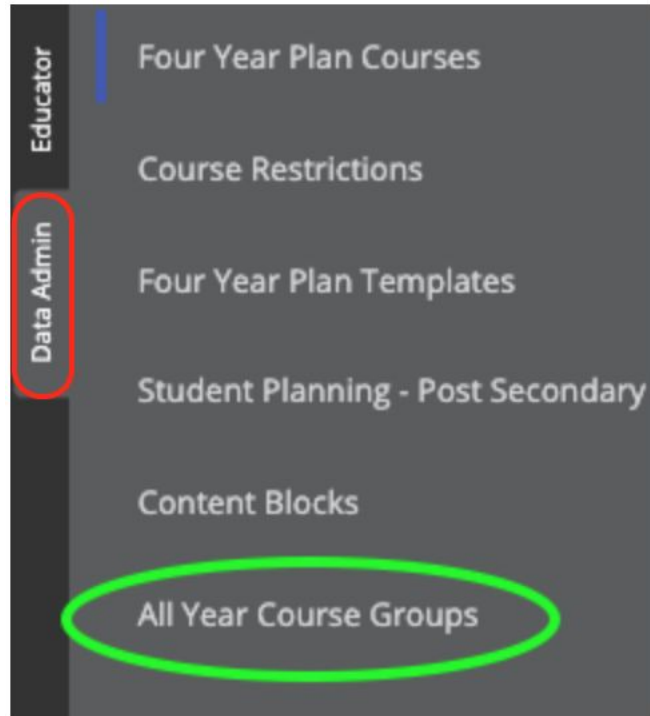 Educator
Data Admin
Four Year Plan Courses
Course Restrictions
Four Year Plan Templates
Student Planning - Post Secondary
Content Blocks
All Year Course Groups